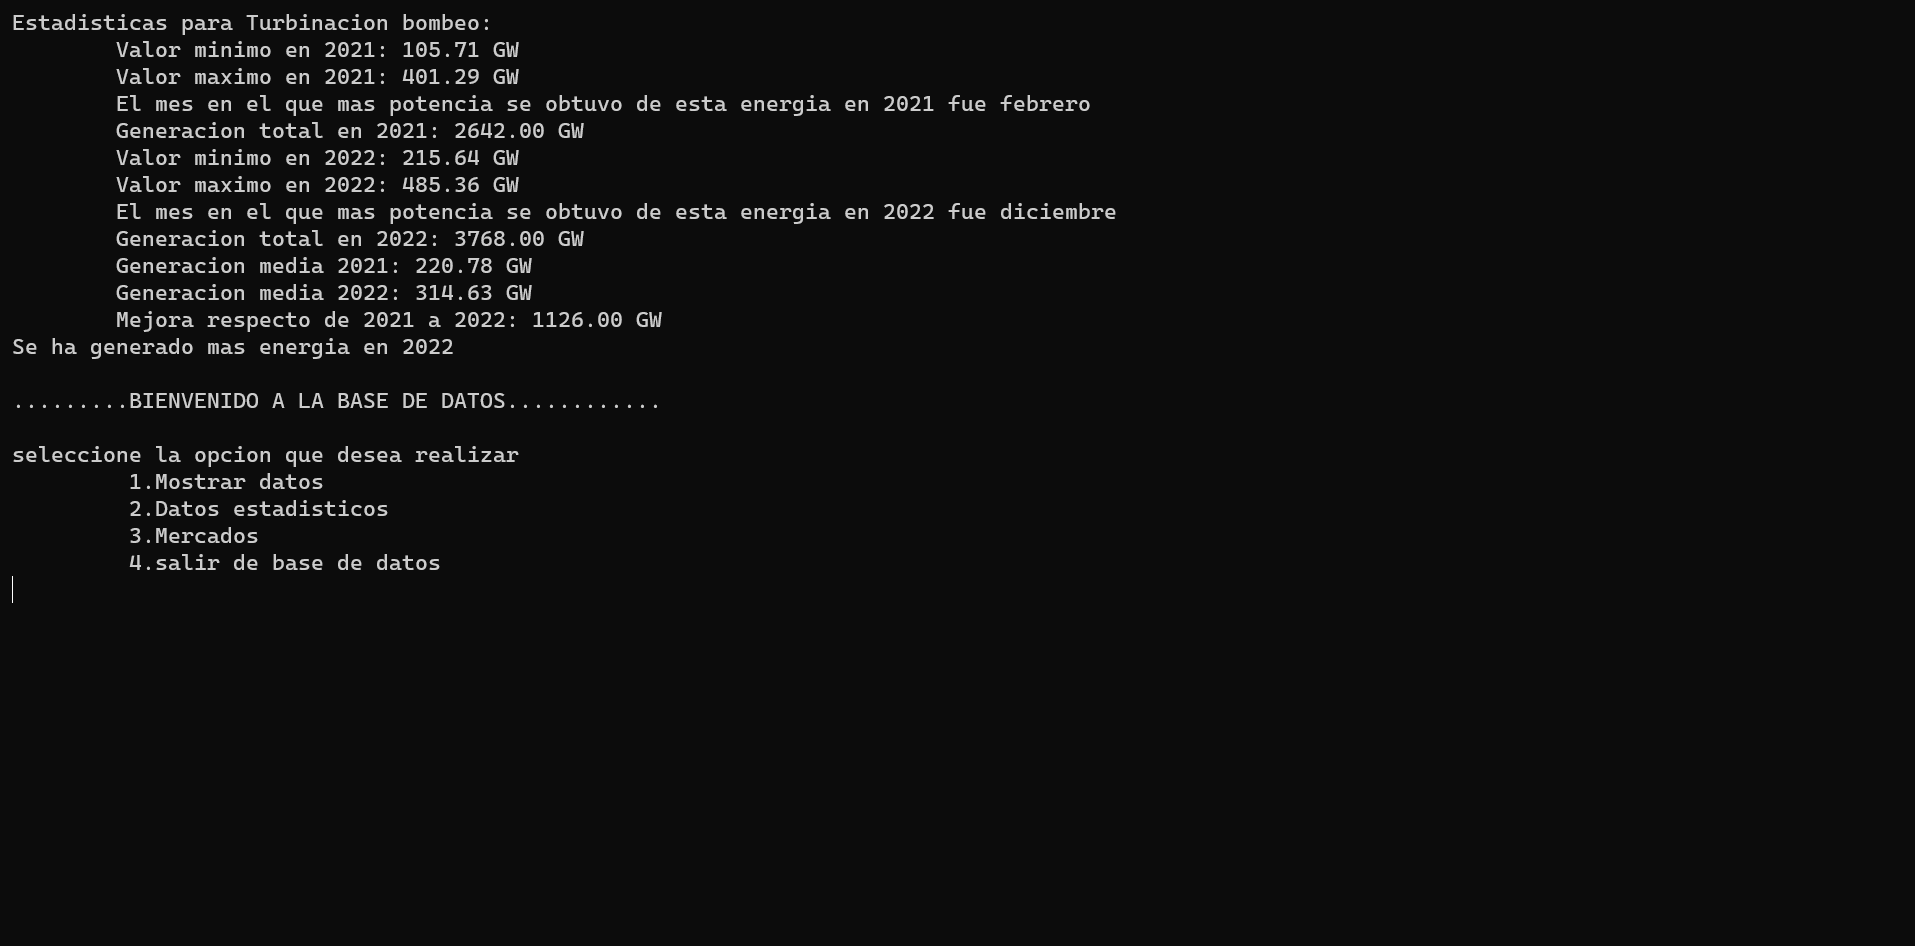 Estadisticas para Turbinacion bombeo:
Valor minimo en 2021: 105.71 GW
Valor maximo en 2021: 401.29 GW
El mes en el que mas potencia se obtuvo de esta energia en 2021 fue febrero
Generacion total en 2021: 2642.00 GW
Valor minimo en 2022: 215.64 GW
Valor maximo en 2022: 485.36 GW
El mes en el que mas potencia se obtuvo de esta energia en 2022 fue diciembre
Generacion total en 2022: 3768.00 GW
Generacion media 2021: 220.78 GW
Generacion media 2022: 314.63 GW
Mejora respecto de 2021 a 2022: 1126.00 GW
Se ha generado mas energia en 2022
.........BIENVENIDO A LA BASE DE DATOS............
seleccione la opcion que desea realizar
1.Mostrar datos
2.Datos estadisticos
3.Mercados
4.salir de base de datos